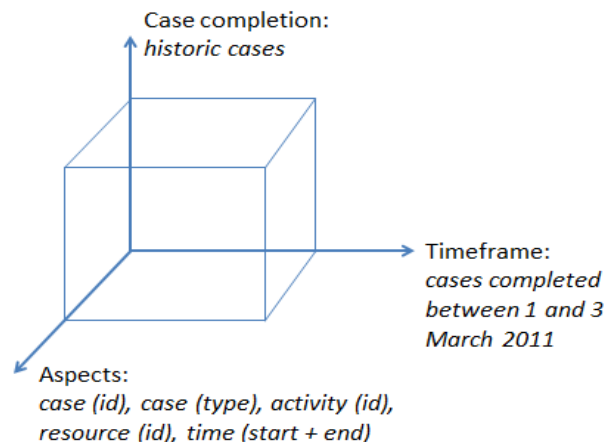 Case completion:
historic cases
Timeframe:
cases completed
between 1 and 3
March 2011
Aspects:
case (id), case (type), activity (id),
resource (id), time (start + end)